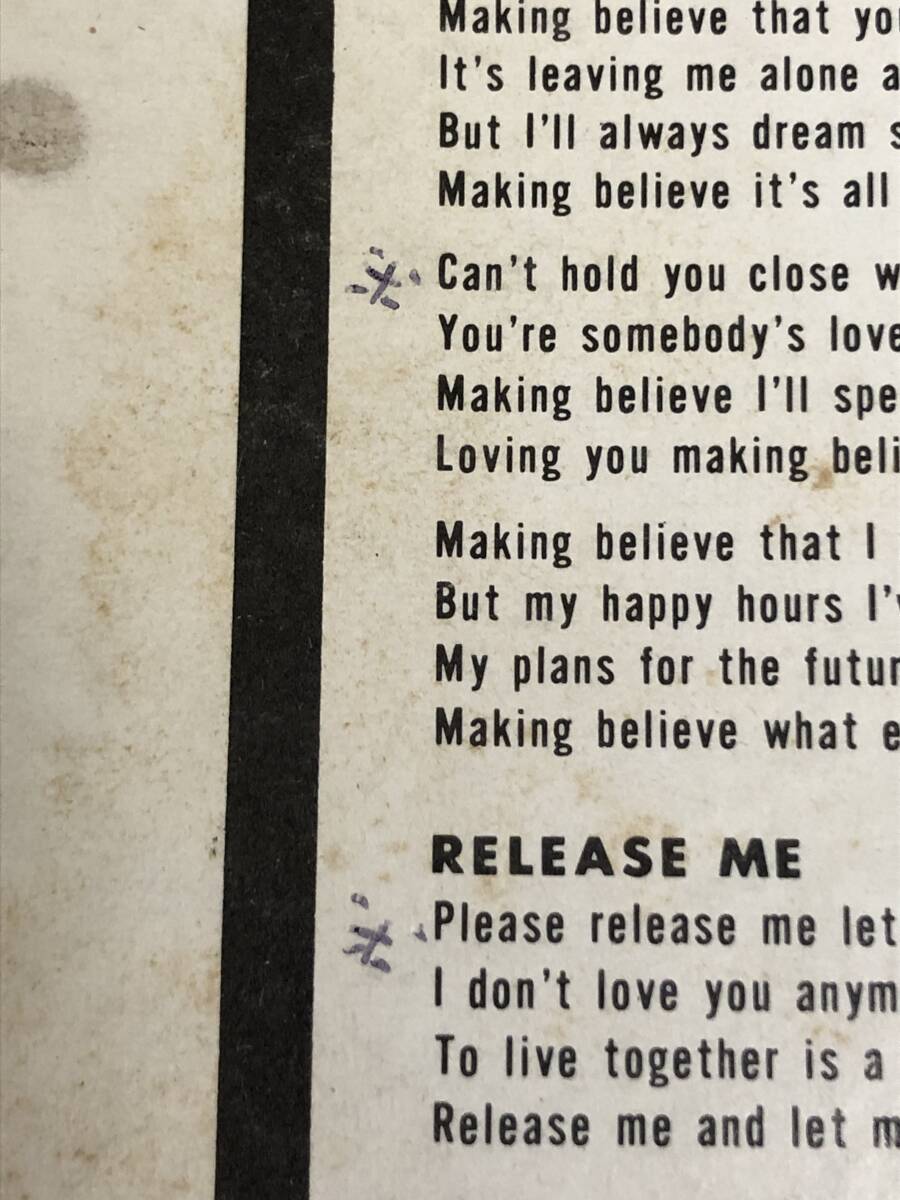 Making believe that
It's leaving me alone
But I'll always dream
Making believe it's all
Can't hold you close
You're somebody's love
Making believe I'll spe
Loving you making beli
Making believe that I
But my happy hours I'
My plans for the futur
Making believe what e
RELEASE ME
Please release me let
I don't love you anym
To live together is a
Release me and let m